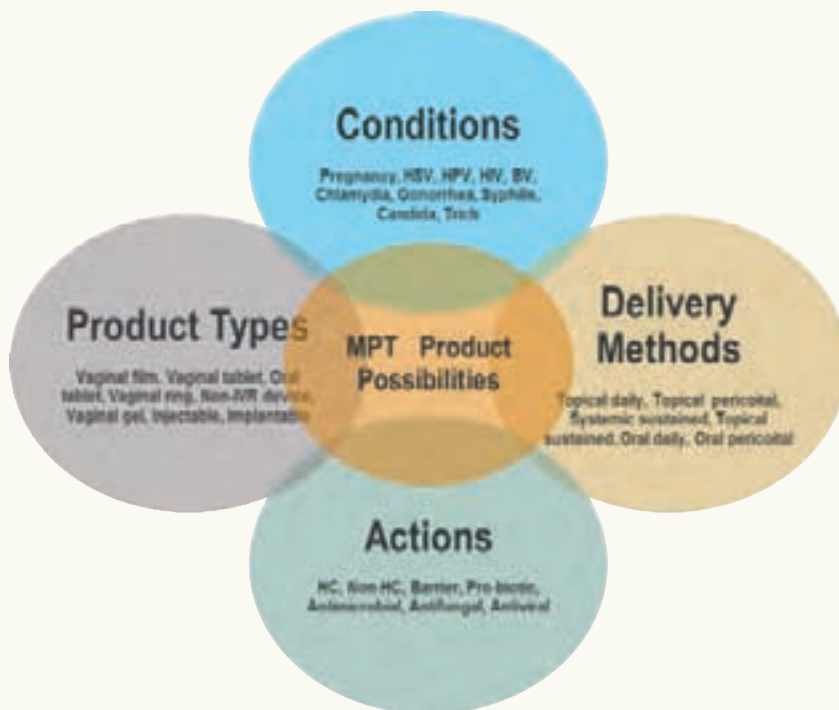 Conditions
Pregnancy, HSV, HPV, HIV, BV,
Chlamydia, Gonorrhea, Syphilis,
Candida, Trich
Product Types
Vaginal film, Vaginal tablet, Oral
tablet, Vaginal ring, Non-IVR device,
Vaginal gel, Injectable, Implantable
MPT Product
Possibilities
Delivery
Methods
Topical daily, Topical pericoital,
Systemic sustained, Topical
sustained, Oral daily, Oral pericoital
Actions
HC, Non-HC, Barrier, Pro-biotic,
Antimicrobial, Antifungal, Antiviral